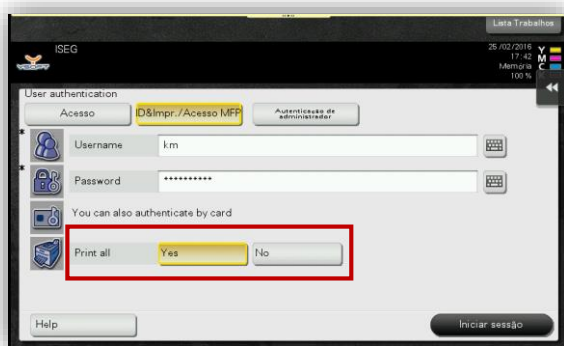 Lista Trabalhos
ISEG
YSOFT
25/02/2016
17:42
Memória
100 %
Y
M
C
K
User authentication
Acesso
ID&Impr./Acesso MFP
Autenticação de
administrador
* Username
km
* Password
**********
You can also authenticate by card
Print all
Yes
No
Help
Iniciar sessão